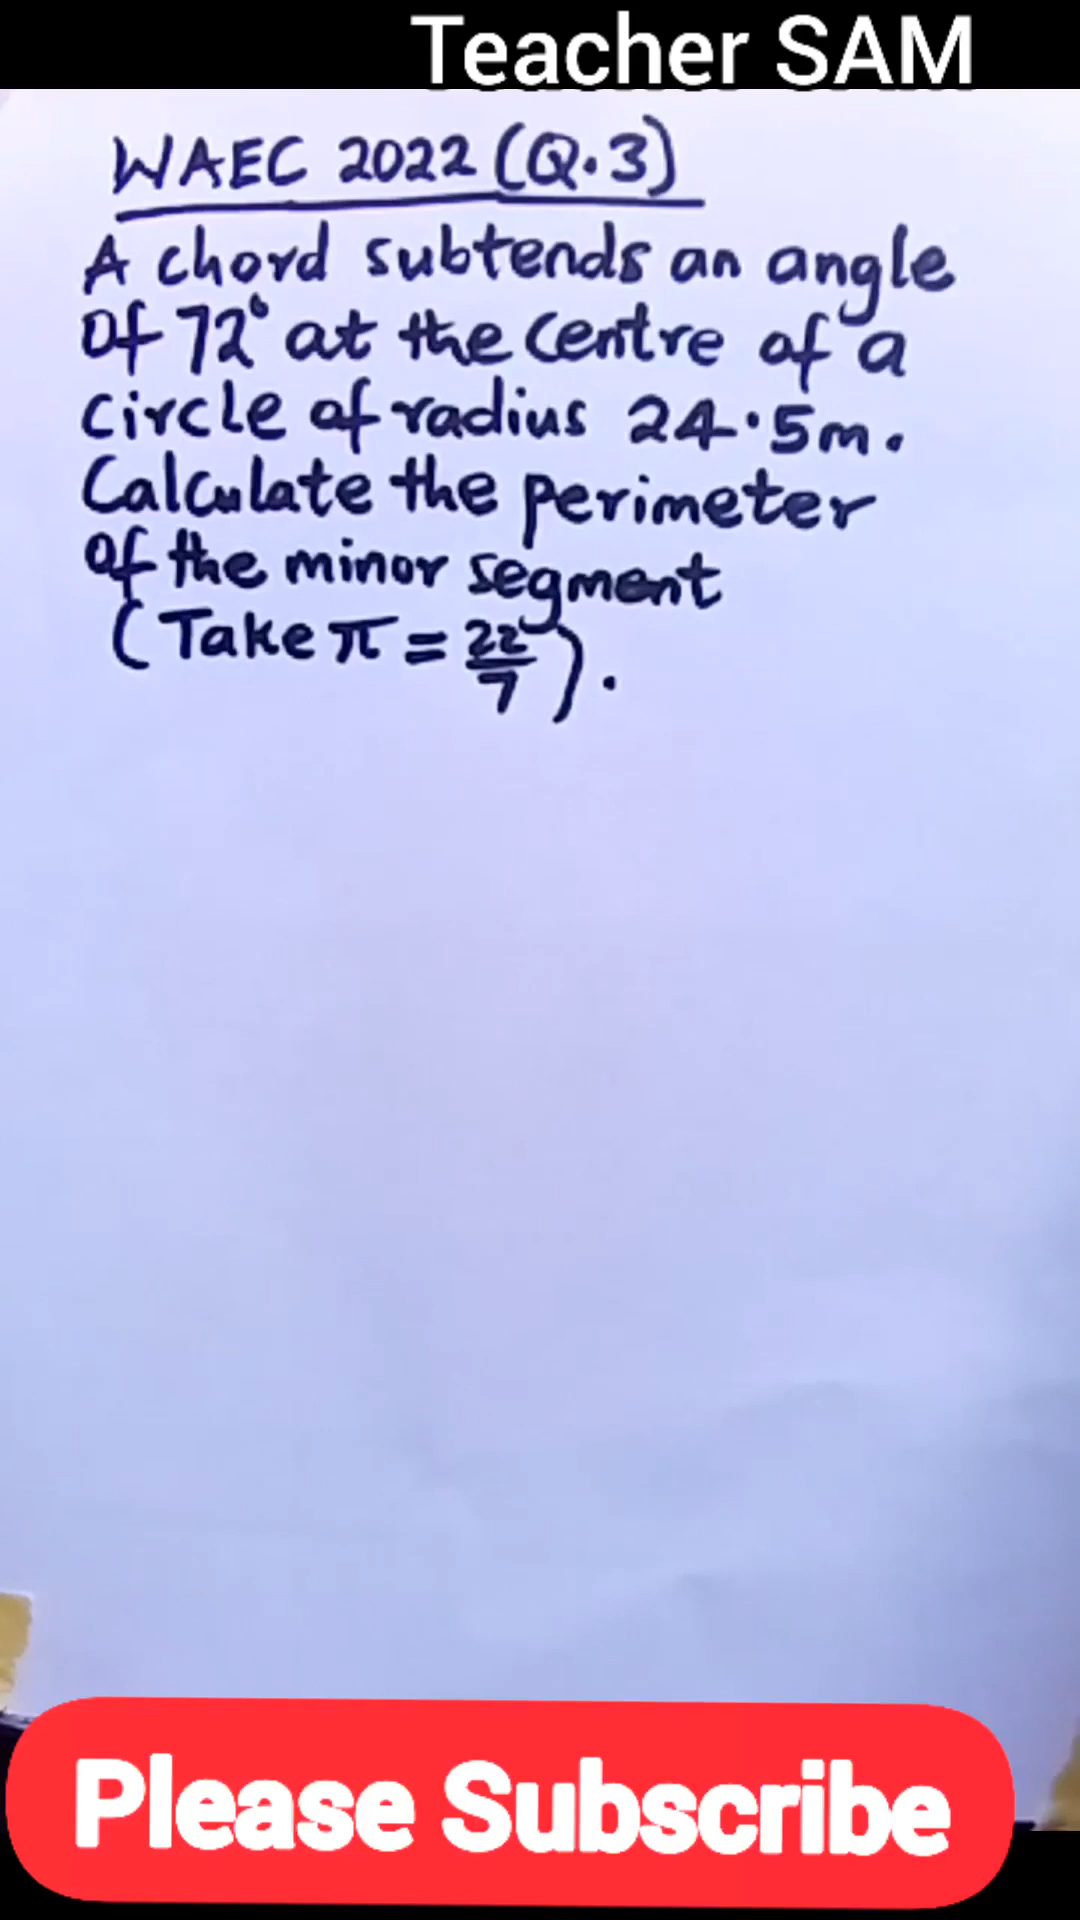 Teacher SAM
WAEC 2022 (Q.3)
A chord subtends an angle
of 72° at the centre of a
circle of radius 24.5m.
Calculate the perimeter
of the minor segment
(Take π = 22/7).
Please Subscribe